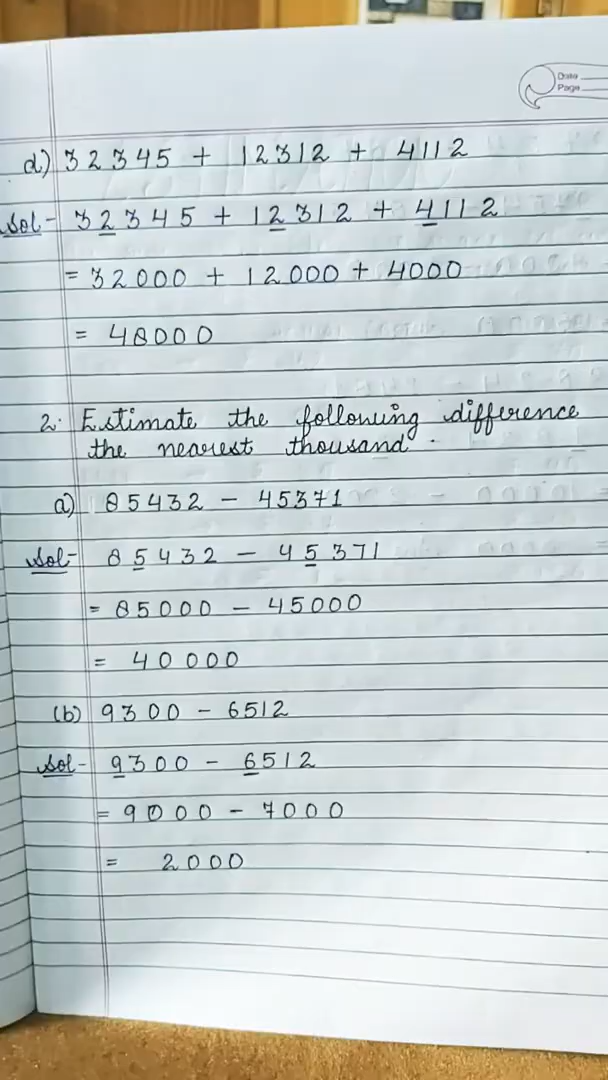 Date
Page
d) 32345 + 12312 + 4112
Sol- 32345 + 12312 + 4112
= 32000 + 12000 + 4000
= 48000
2. Estimate the following difference
the nearest thousand.
a) 85432 - 45371
Sol- 85432 - 45371
= 85000 - 45000
= 40000
(b) 9300 - 6512
Sol- 9300 - 6512
= 9000 - 7000
= 2000